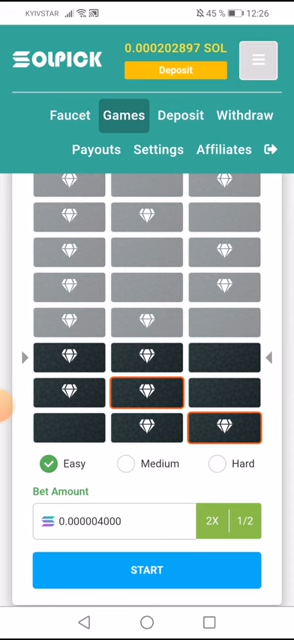 KYIVSTAR
45 %
12:26
SOLPICK
0.000202897 SOL
Deposit
Faucet Games Deposit Withdraw
Payouts Settings Affiliates
Easy Medium Hard
Bet Amount
0.000004000 2X 1/2
START